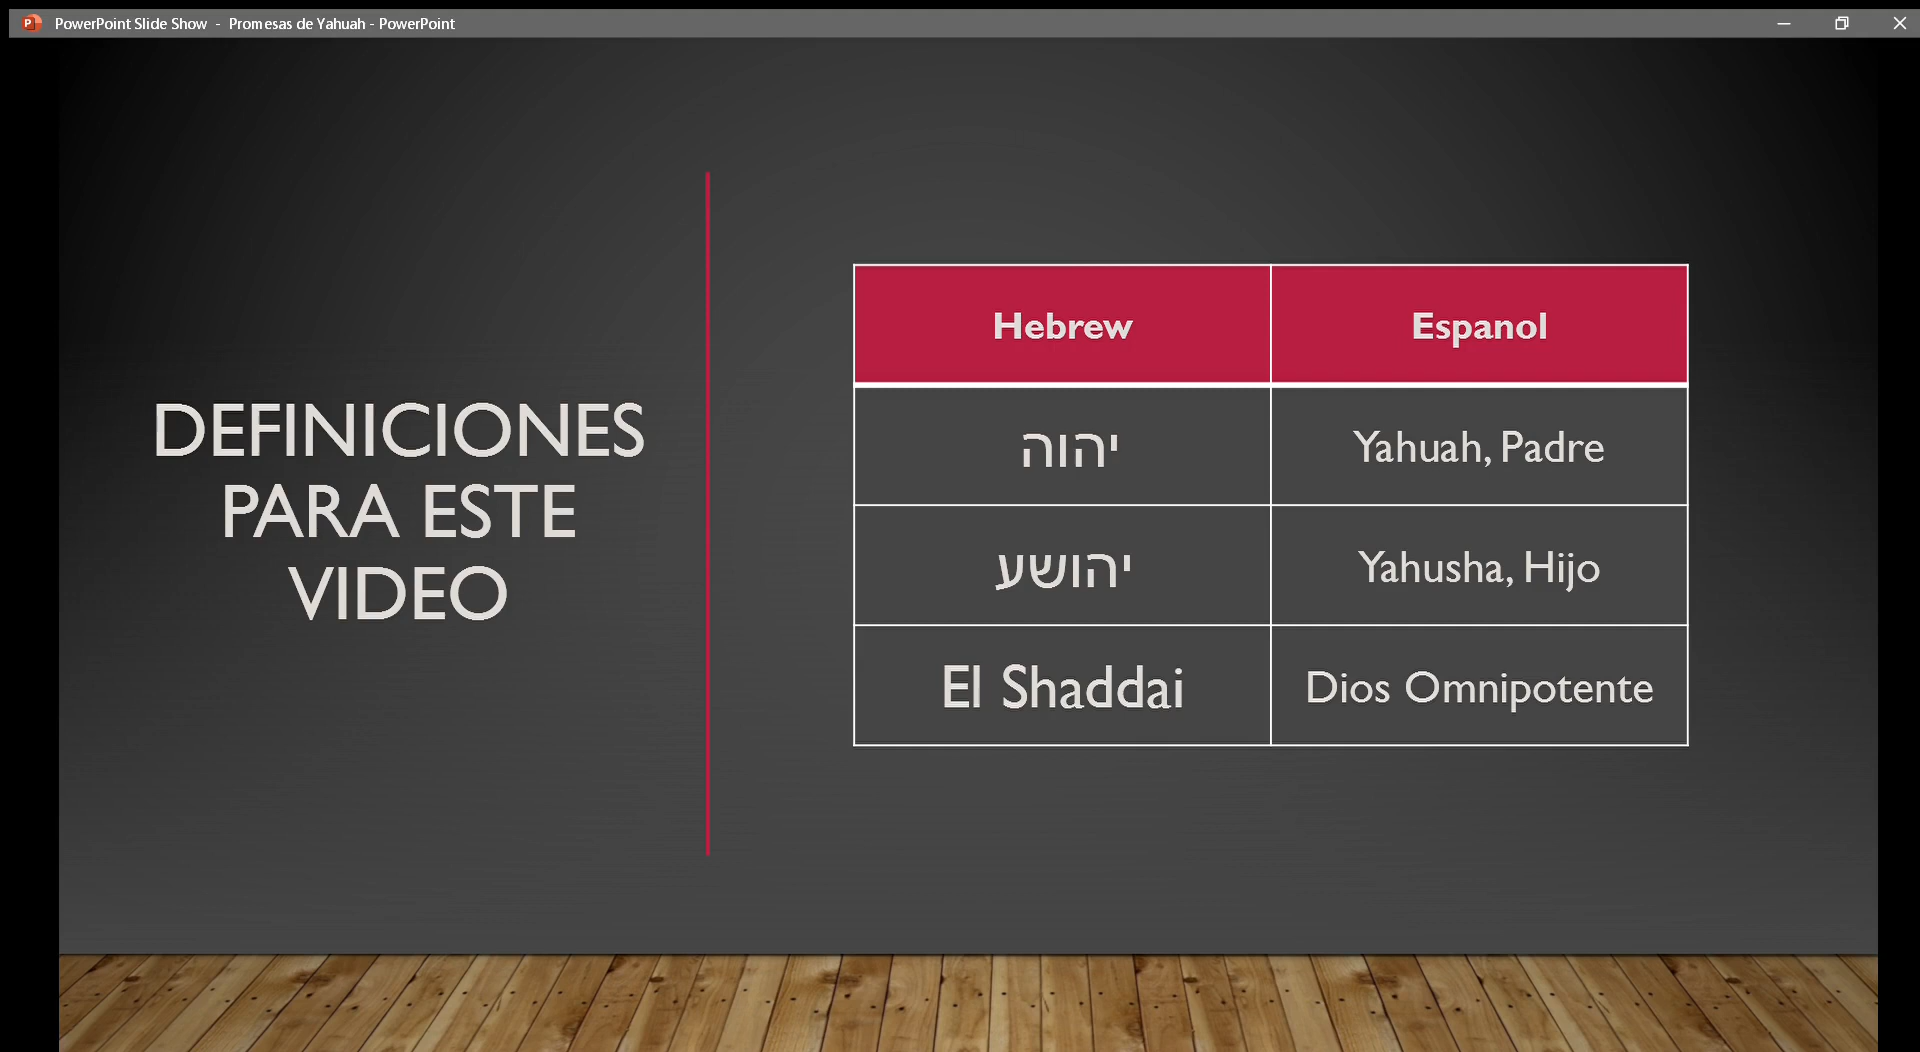 PowerPoint Slide Show - Promesas de Yahuah - PowerPoint
DEFINICIONES
PARA ESTE
VIDEO
Hebrew Espanol
יהוה Yahuah, Padre
יהושע Yahusha, Hijo
El Shaddai Dios Omnipotente